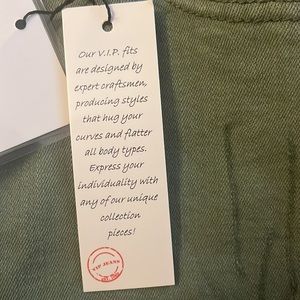 Our V.I.P. fits
are designed by
expert craftsmen,
producing styles
that hug your
curves and flatter
all body types.
Express your
individuality with
any of our unique
collection
pieces!
VIP JEANS